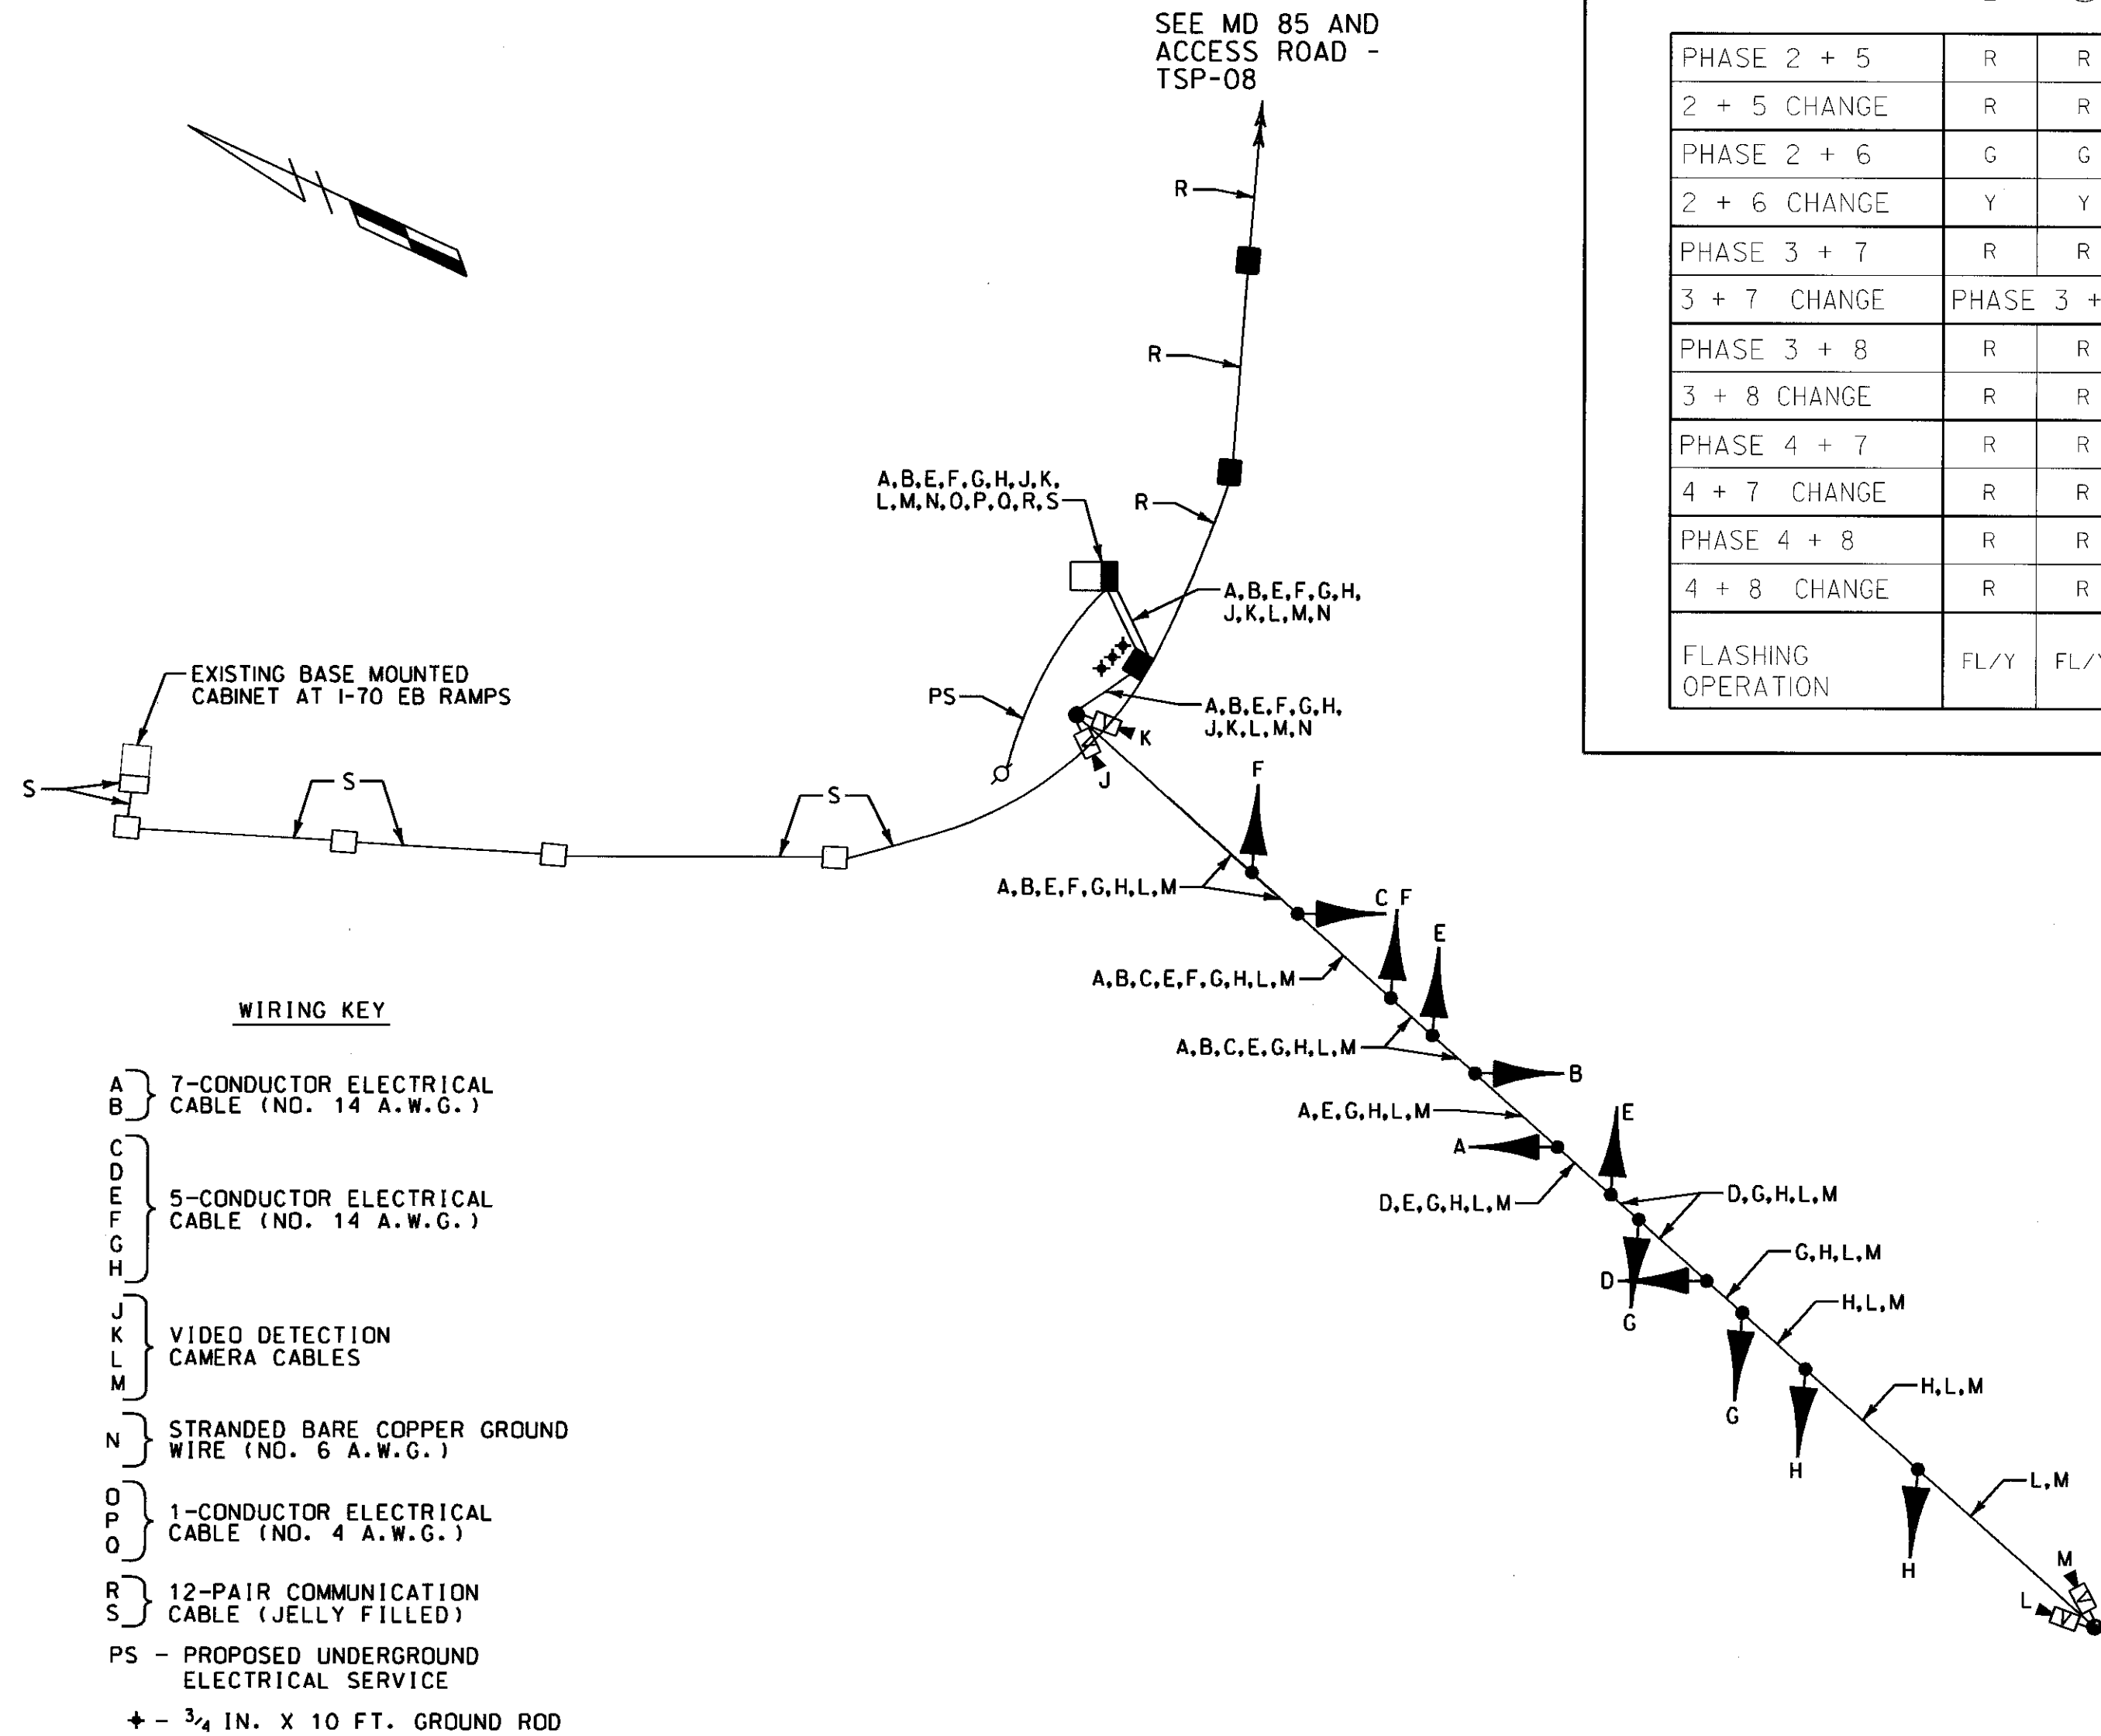 SEE MD 85 AND
ACCESS ROAD -
TSP-08
R
R
A,B,E,F,G,H,J,K,
L,M,N,O,P,Q,R,S
R
A,B,E,F,G,H,
J,K,L,M,N
EXISTING BASE MOUNTED
CABINET AT I-70 EB RAMPS
PS
A,B,E,F,G,H,
J,K,L,M,N
K
J
S
S
S
F
A,B,E,F,G,H,L,M
C F
E
A,B,C,E,F,G,H,L,M
A,B,C,E,G,H,L,M
B
A,E,G,H,L,M
E
A
D,E,G,H,L,M
D,G,H,L,M
G,H,L,M
D
G
H,L,M
G
H,L,M
H
L,M
H
M
V
L
V
WIRING KEY
A
B
7-CONDUCTOR ELECTRICAL
CABLE (NO. 14 A.W.G.)
C
D
E
F
G
H
5-CONDUCTOR ELECTRICAL
CABLE (NO. 14 A.W.G.)
J
K
L
M
VIDEO DETECTION
CAMERA CABLES
N
STRANDED BARE COPPER GROUND
WIRE (NO. 6 A.W.G.)
O
P
Q
1-CONDUCTOR ELECTRICAL
CABLE (NO. 4 A.W.G.)
R
S
12-PAIR COMMUNICATION
CABLE (JELLY FILLED)
PS - PROPOSED UNDERGROUND
ELECTRICAL SERVICE
- 3/4 IN. X 10 FT. GROUND ROD
PHASE 2 + 5 R R
2 + 5 CHANGE R R
PHASE 2 + 6 G G
2 + 6 CHANGE Y Y
PHASE 3 + 7 R R
3 + 7 CHANGE PHASE 3 +
PHASE 3 + 8 R R
3 + 8 CHANGE R R
PHASE 4 + 7 R R
4 + 7 CHANGE R R
PHASE 4 + 8 R R
4 + 8 CHANGE R R
FLASHING
OPERATION FL/Y FL/Y